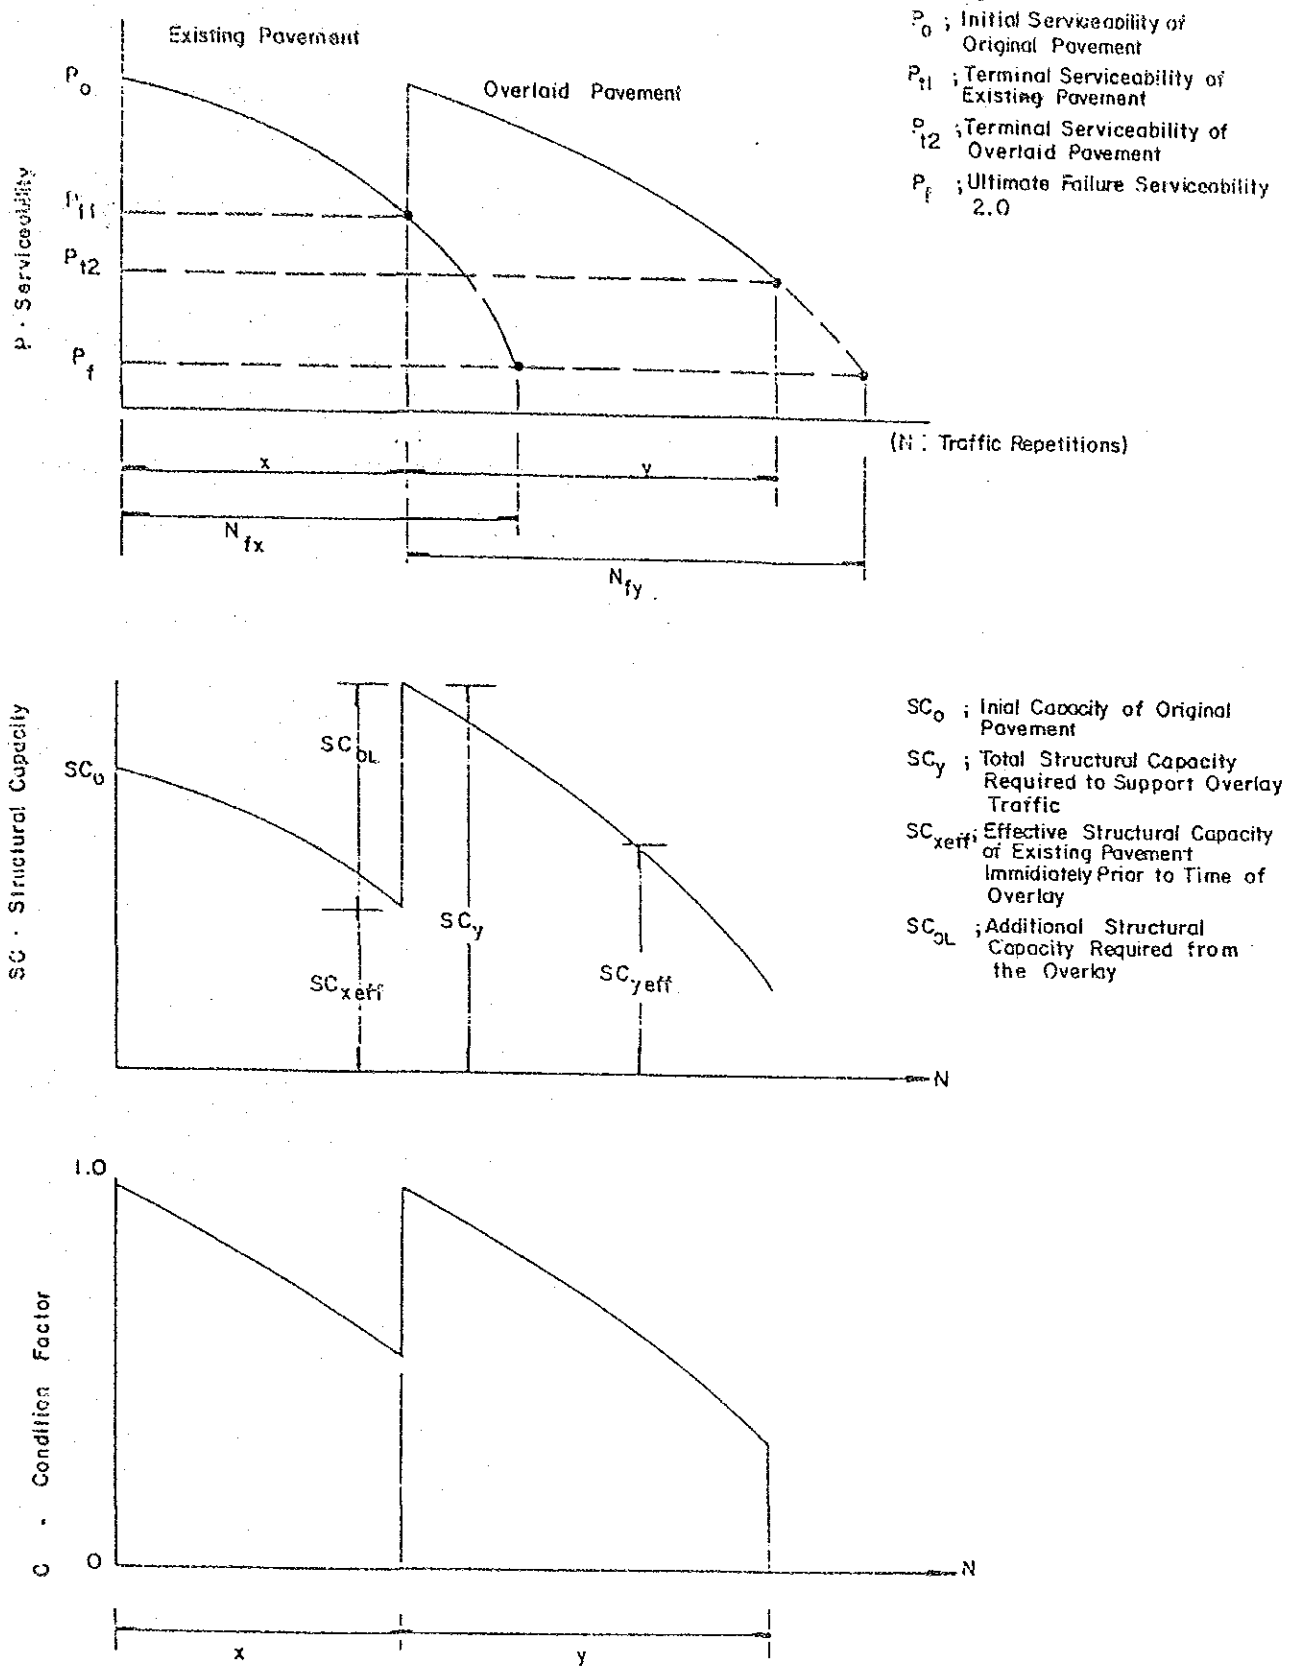 Existing Pavement
Overlaid Pavement
P0
Pt1
Pt2
Pf
P · Serviceability
(N : Traffic Repetitions)
x
y
Nfx
Nfy
P0 ; Initial Serviceability of
Original Pavement
Pt1 ; Terminal Serviceability of
Existing Pavement
Pt2 ; Terminal Serviceability of
Overlaid Pavement
Pf ; Ultimate Failure Serviceability
2.0
SC · Structural Capacity
SC0
SCOL
SCy
SCxeff
SCyeff
N
SC0 ; Inial Capacity of Original
Pavement
SCy ; Total Structural Capacity
Required to Support Overlay
Traffic
SCxeff; Effective Structural Capacity
of Existing Pavement
Immidiately Prior to Time of
Overlay
SCOL ; Additional Structural
Capacity Required from
the Overlay
1.0
C - Condition Factor
0
N
x
y